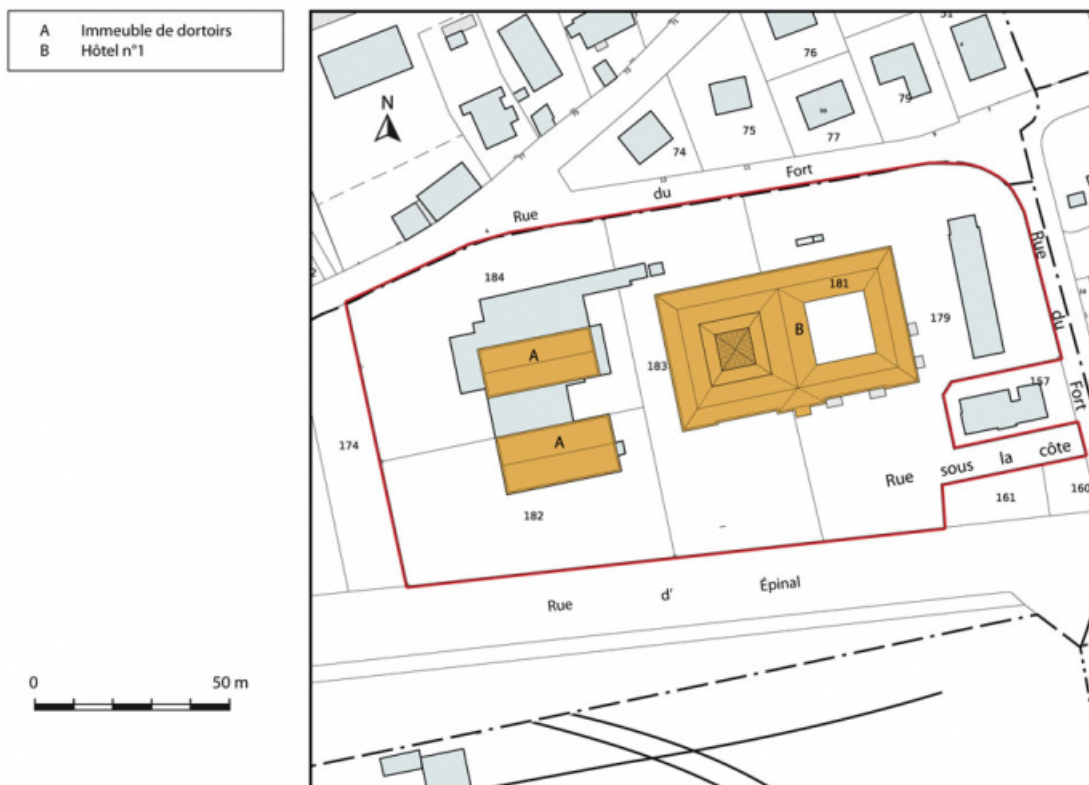 A Immeuble de dortoirs
B Hôtel n°1
N
51
76
79
75
77
74
Rue du Fort
184
181
A
B
179
183
Rue du Fort
157
174
A
Rue sous la côte
182
161
160
Rue d' Épinal
0 50 m